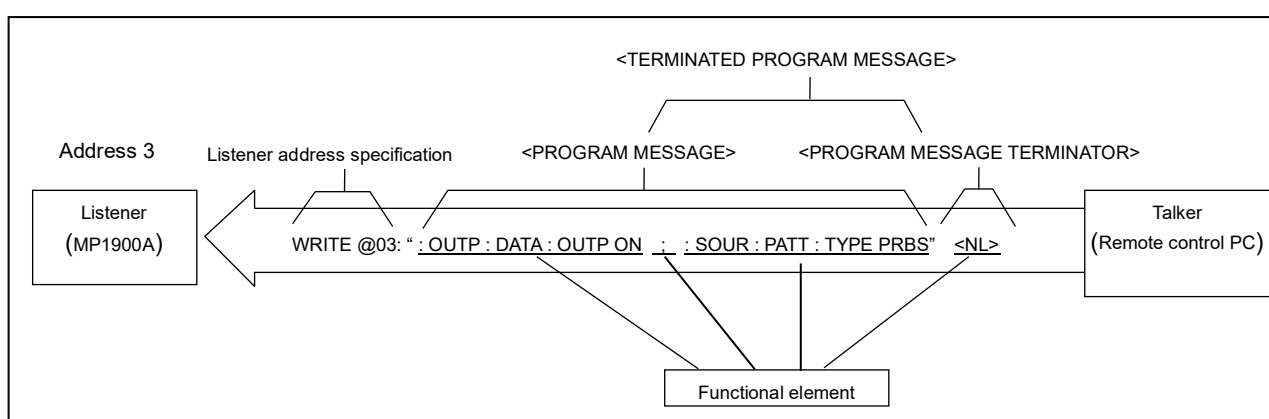 <TERMINATED PROGRAM MESSAGE>
Address 3
Listener address specification
<PROGRAM MESSAGE>
<PROGRAM MESSAGE TERMINATOR>
Listener
(MP1900A)
WRITE @03: “ : OUTP : DATA : OUTP ON ; : SOUR : PATT : TYPE PRBS” <NL>
Talker
(Remote control PC)
Functional element